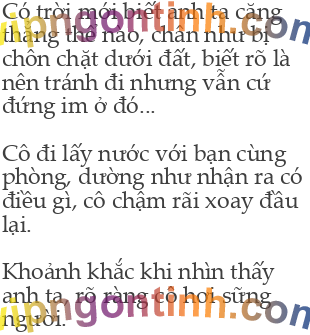 Có trời mới biết anh ta căng
thẳng thế nào, chân như bị
chôn chặt dưới đất, biết rõ là
nên tránh đi nhưng vẫn cứ
đứng im ở đó...
Cô đi lấy nước với bạn cùng
phòng, dường như nhận ra có
điều gì, cô chậm rãi xoay đầu
lại.
Khoảnh khắc khi nhìn thấy
anh ta, rõ ràng cô hơi sững
người.
vipngontinh.com
vipngontinh.com